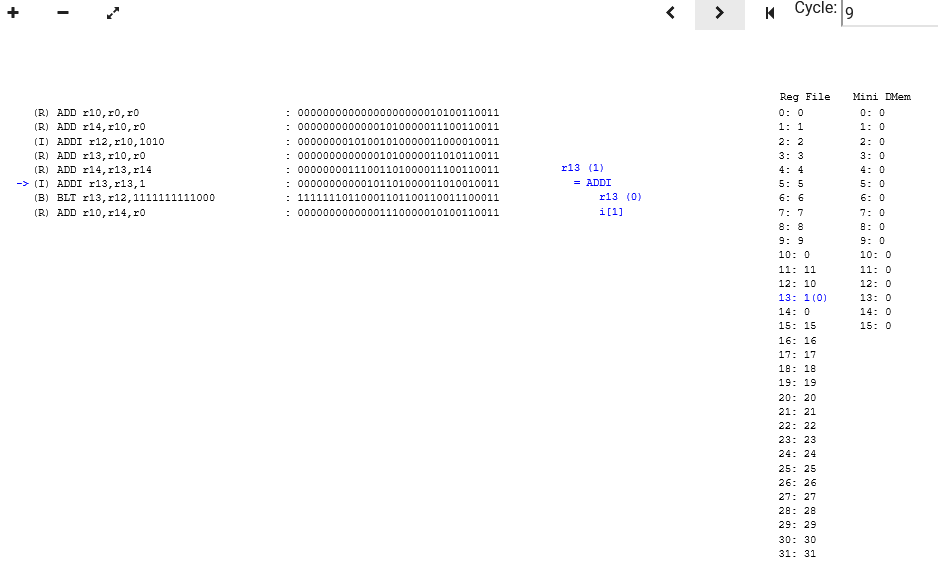 Cycle: 9
Reg File Mini DMem
(R) ADD r10,r0,r0 : 00000000000000000000010100110011
(R) ADD r14,r10,r0 : 00000000000001010000011100110011
(I) ADDI r12,r10,1010 : 00000000101001010000011000010011
(R) ADD r13,r10,r0 : 00000000000001010000011010110011
(R) ADD r14,r13,r14 : 00000000111001101000011100110011
-> (I) ADDI r13,r13,1 : 00000000000101101000011010010011
(B) BLT r13,r12,1111111111000 : 11111110110001101100110011100011
(R) ADD r10,r14,r0 : 00000000000001110000010100110011
r13 (1)
= ADDI
r13 (0)
i[1]
0: 0 0: 0
1: 1 1: 0
2: 2 2: 0
3: 3 3: 0
4: 4 4: 0
5: 5 5: 0
6: 6 6: 0
7: 7 7: 0
8: 8 8: 0
9: 9 9: 0
10: 0 10: 0
11: 11 11: 0
12: 10 12: 0
13: 1(0) 13: 0
14: 0 14: 0
15: 15 15: 0
16: 16
17: 17
18: 18
19: 19
20: 20
21: 21
22: 22
23: 23
24: 24
25: 25
26: 26
27: 27
28: 28
29: 29
30: 30
31: 31